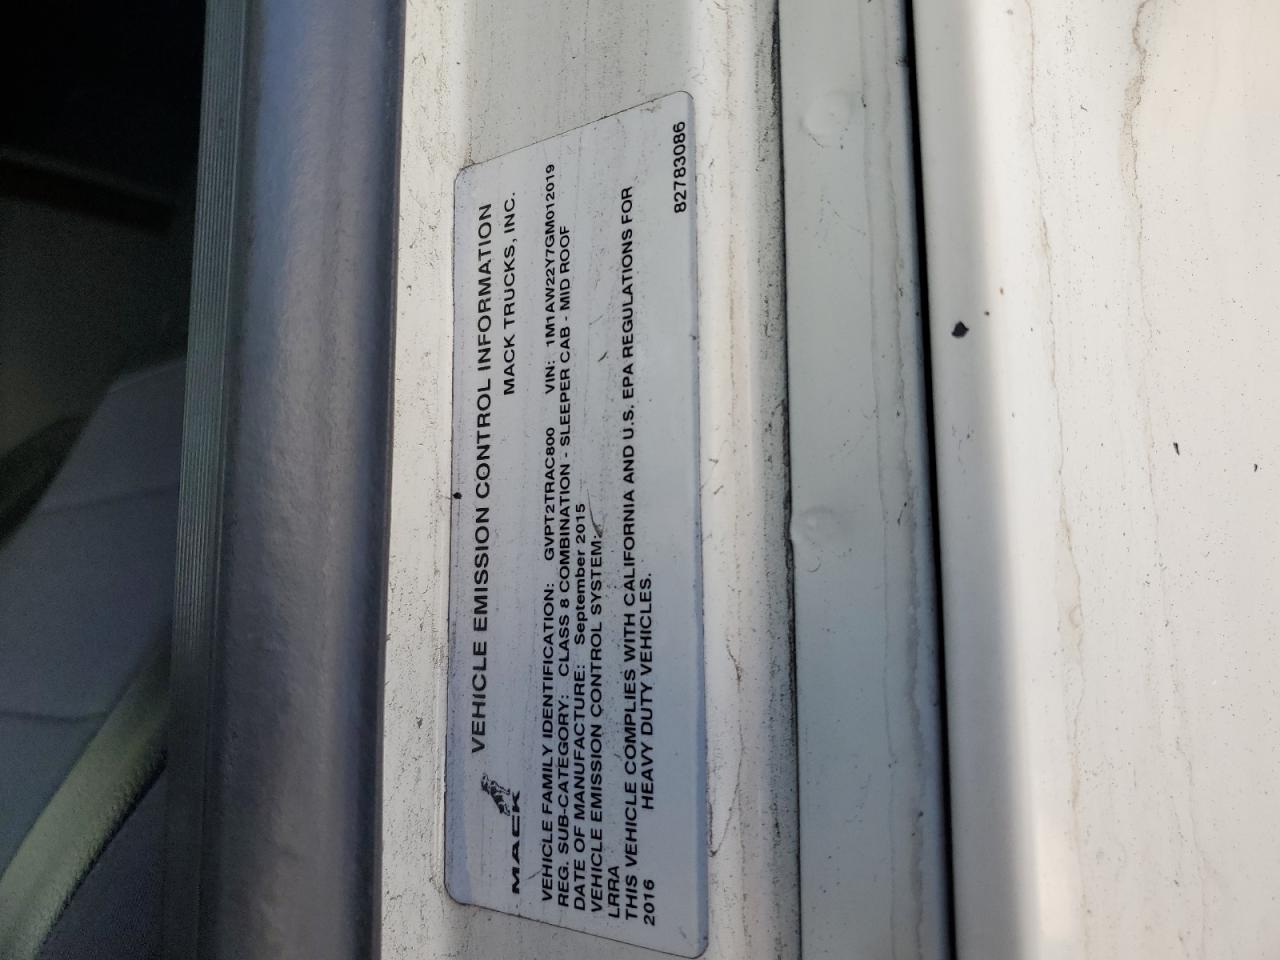 VEHICLE EMISSION CONTROL INFORMATION
MACK MACK TRUCKS, INC.
VEHICLE FAMILY IDENTIFICATION: GVPT2TRAC800 VIN: 1M1AW22Y7GM012019
REG. SUB-CATEGORY: CLASS 8 COMBINATION - SLEEPER CAB - MID ROOF
DATE OF MANUFACTURE: September 2015
VEHICLE EMISSION CONTROL SYSTEM:
LRRA
THIS VEHICLE COMPLIES WITH CALIFORNIA AND U.S. EPA REGULATIONS FOR
2016 HEAVY DUTY VEHICLES.
82783086